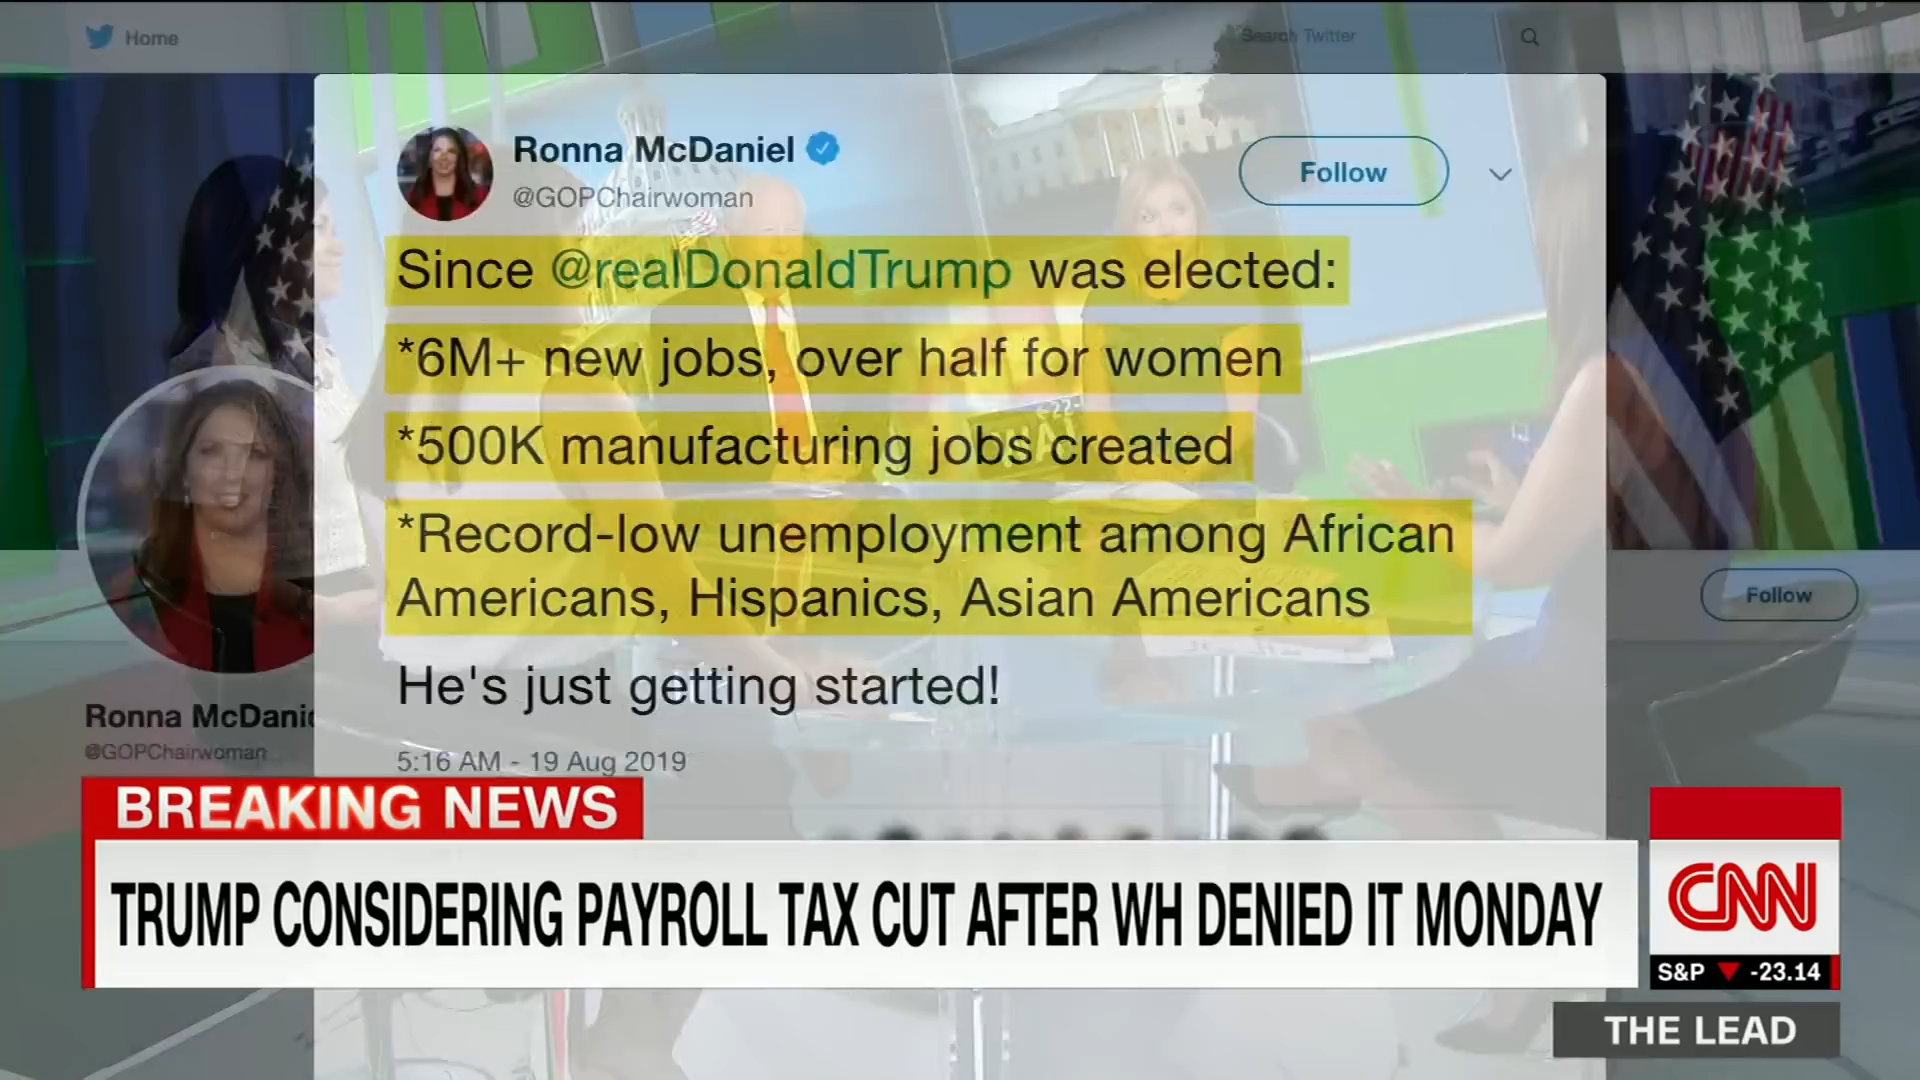 Home
Search Twitter
Ronna McDaniel
@GOPChairwoman
Follow
Since @realDonaldTrump was elected:
*6M+ new jobs, over half for women
*500K manufacturing jobs created
*Record-low unemployment among African
Americans, Hispanics, Asian Americans
He's just getting started!
5:16 AM - 19 Aug 2019
Follow
Ronna McDanie
@GOPChairwoman
BREAKING NEWS
TRUMP CONSIDERING PAYROLL TAX CUT AFTER WH DENIED IT MONDAY
CNN
S&P ▼ -23.14
THE LEAD